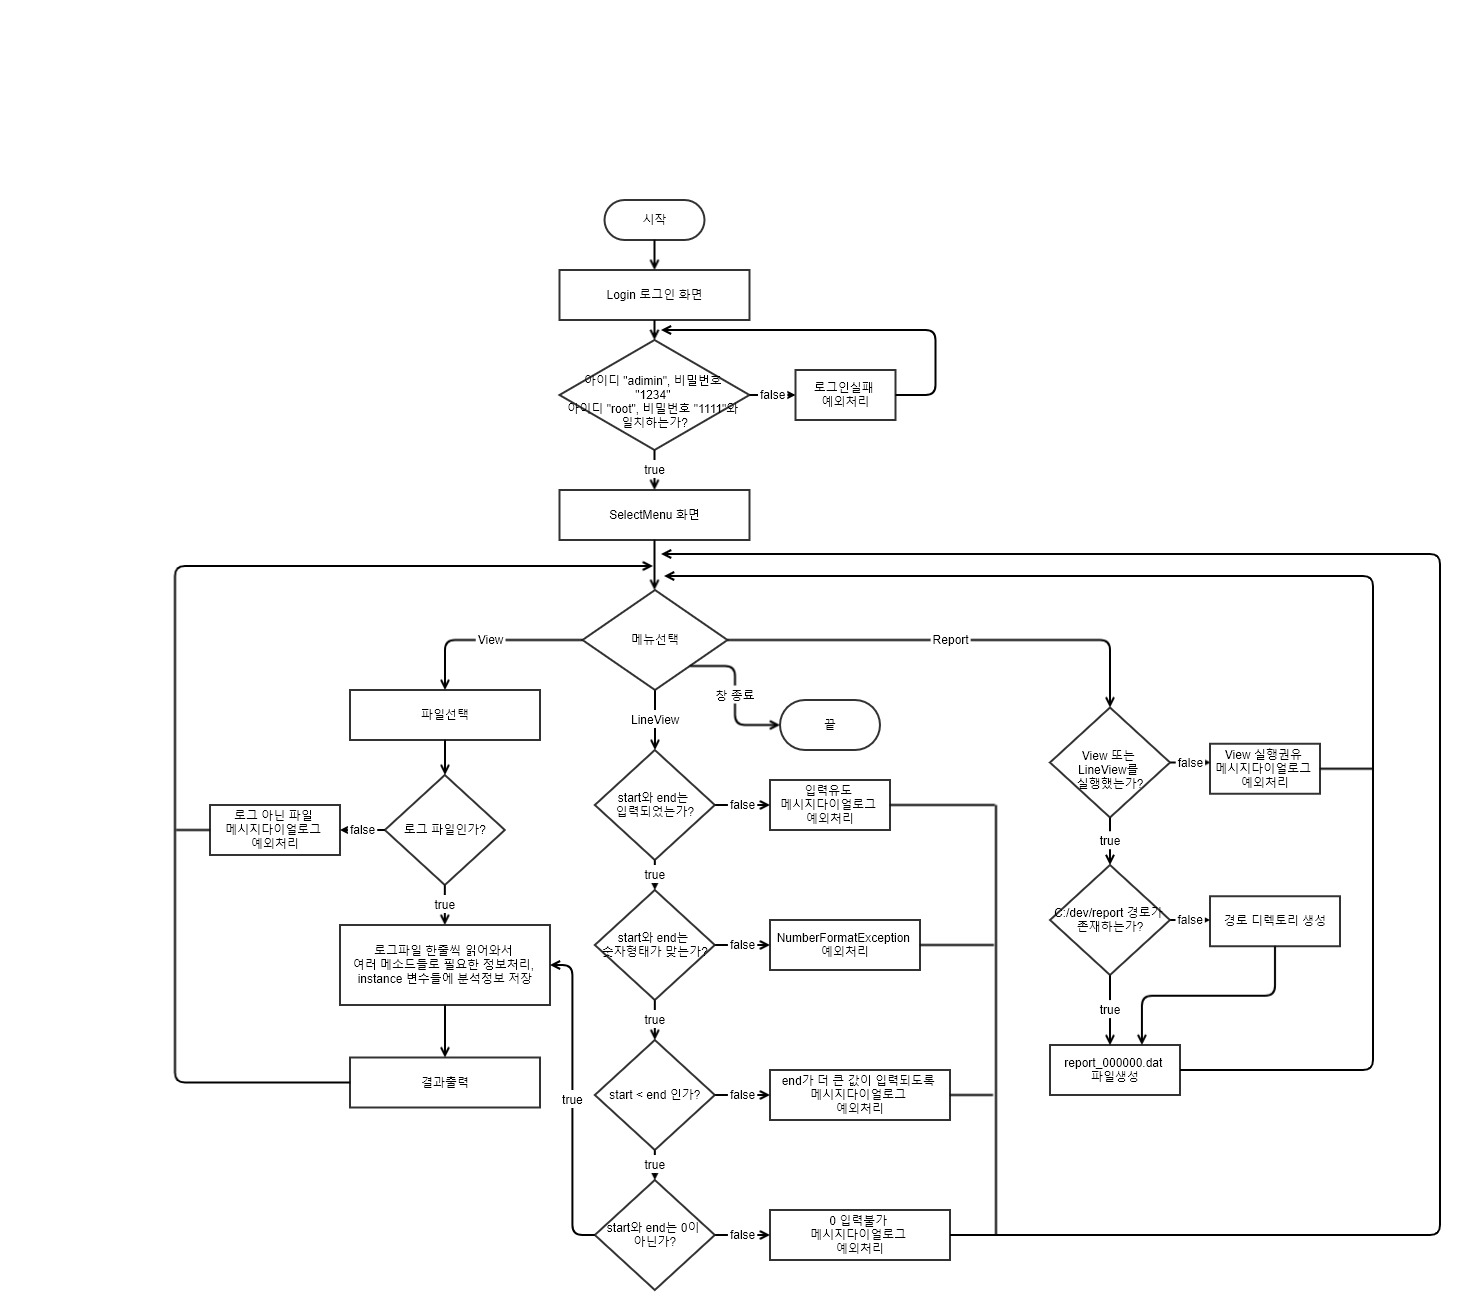 시작
Login 로그인 화면
아이디 "adimin", 비밀번호
"1234"
아이디 "root", 비밀번호 "1111"와
일치하는가?
false
로그인실패
예외처리
true
SelectMenu 화면
메뉴선택
View
Report
창 종료
끝
LineView
파일선택
로그 파일인가?
false
로그 아닌 파일
메시지다이얼로그
예외처리
true
로그파일 한줄씩 읽어와서
여러 메소드들로 필요한 정보처리,
instance 변수들에 분석정보 저장
결과출력
start와 end는
입력되었는가?
false
입력유도
메시지다이얼로그
예외처리
true
start와 end는
숫자형태가 맞는가?
false
NumberFormatException
예외처리
true
start < end 인가?
false
end가 더 큰 값이 입력되도록
메시지다이얼로그
예외처리
true
start와 end는 0이
아닌가?
false
0 입력불가
메시지다이얼로그
예외처리
true
View 또는
LineView를
실행했는가?
false
View 실행권유
메시지다이얼로그
예외처리
true
C:/dev/report 경로가
존재하는가?
false
경로 디렉토리 생성
true
report_000000.dat
파일생성